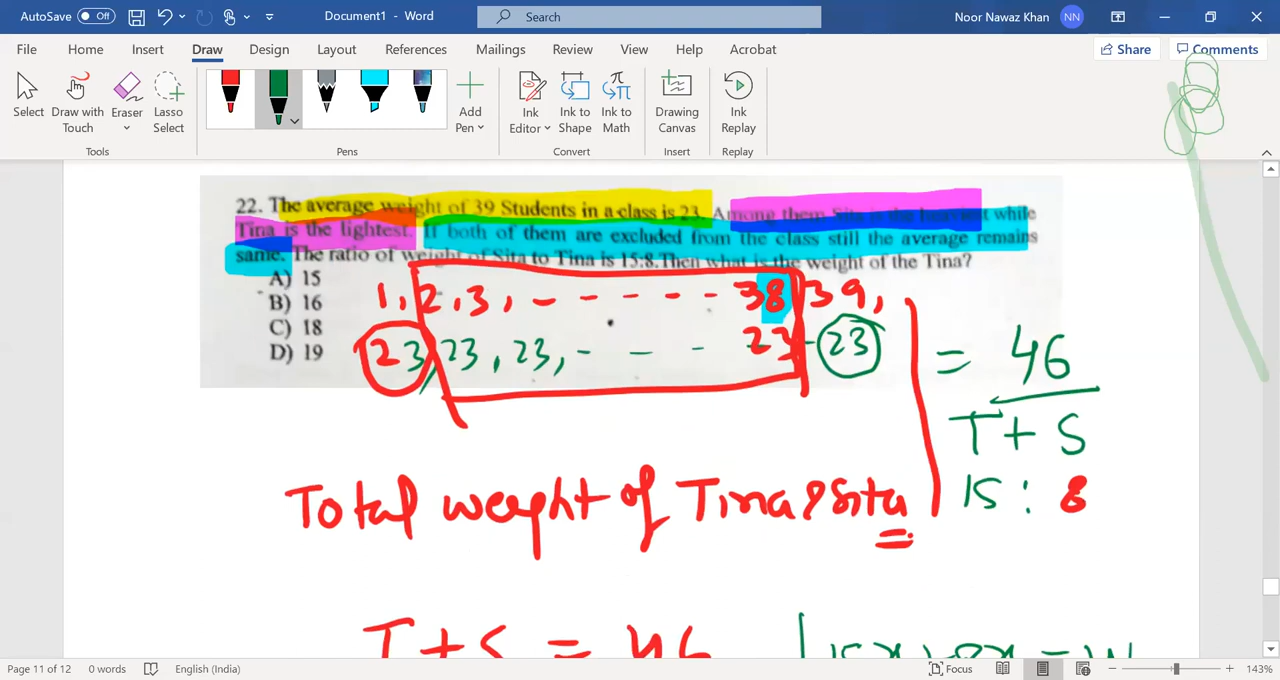 AutoSave Off Document1 - Word Search Noor Nawaz Khan NN
File Home Insert Draw Design Layout References Mailings Review View Help Acrobat Share Comments
Select Draw with Touch Eraser Lasso Select Add Pen Ink Editor Ink to Shape Ink to Math Drawing Canvas Ink Replay
Tools Pens Convert Insert Replay
22. The average weight of 39 Students in a class is 23. Among them Sita is the heaviest while
Tina is the lightest. If both of them are excluded from the class still the average remains
same. The ratio of weight of Sita to Tina is 15:8.Then what is the weight of the Tina?
A) 15
B) 16
C) 18
D) 19
1, 2, 3, - - - - - - 38 39,
23, 23, 23, - - - - 23 - 23 = 46
T + S
15 : 8
Total weight of Tina & Sita
T + S = 46
Page 11 of 12 0 words English (India) Focus 143%